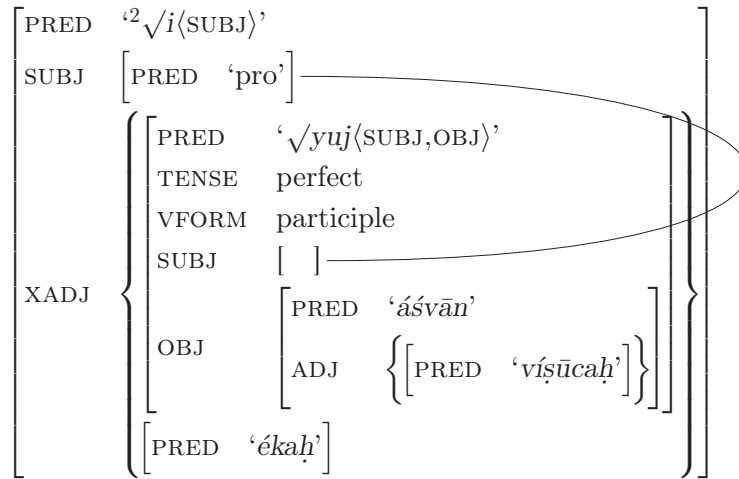 PRED ‘²√i⟨SUBJ⟩’
SUBJ [PRED ‘pro’]
PRED ‘√yuj⟨SUBJ,OBJ⟩’
TENSE perfect
VFORM participle
SUBJ [ ]
XADJ
PRED ‘áśvān’
OBJ
ADJ {[PRED ‘víṣūcaḥ’]}
[PRED ‘ékaḥ’]